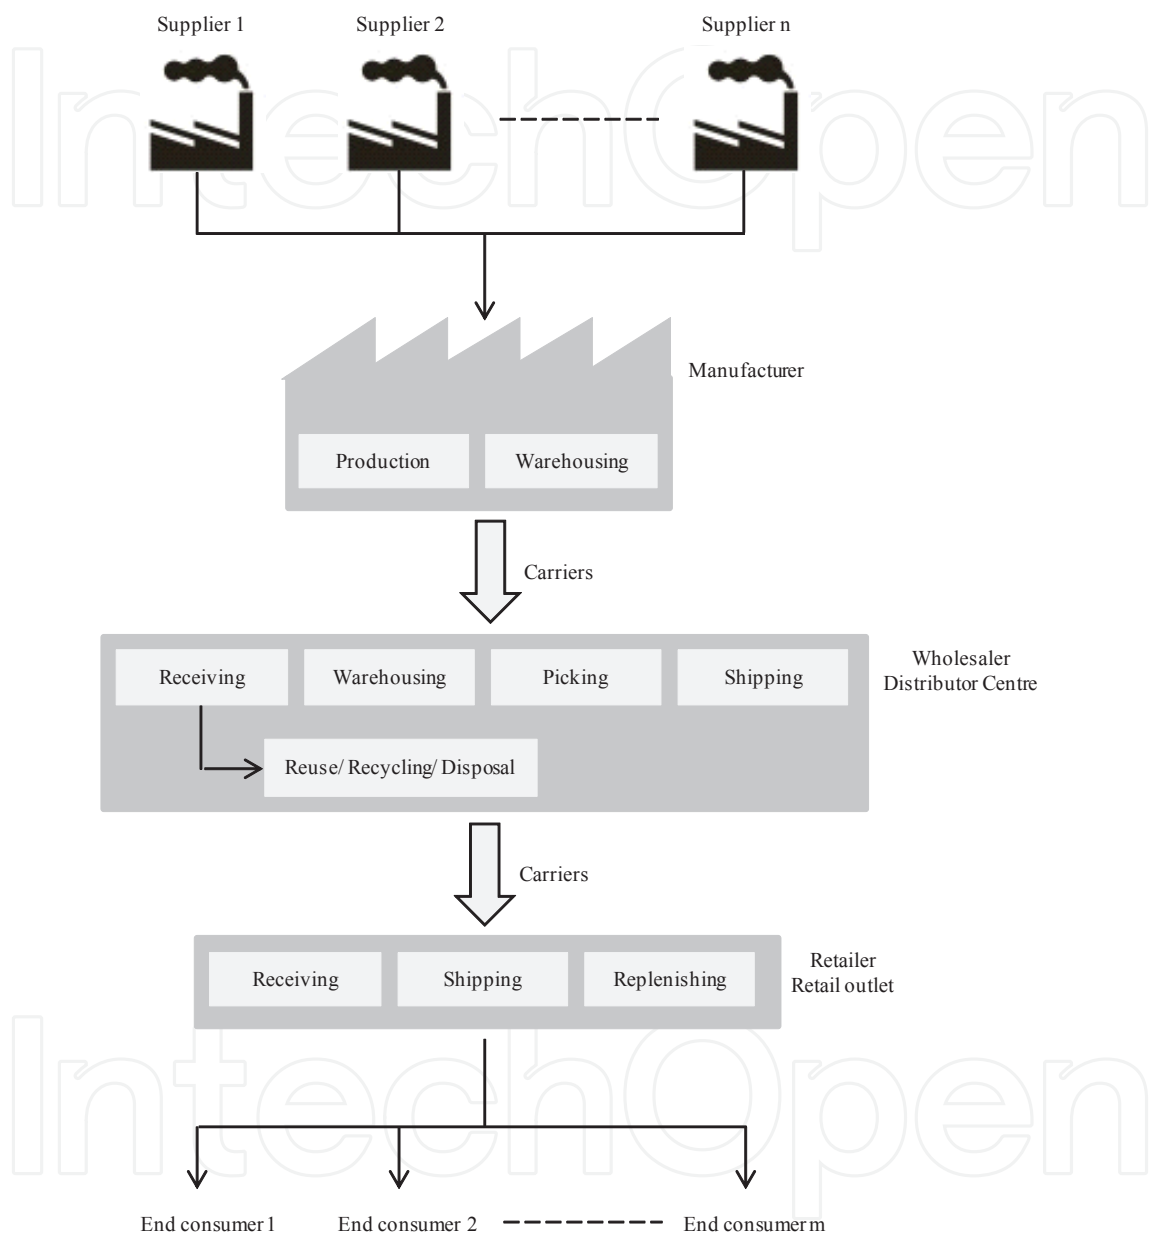 Supplier 1
Supplier 2
Supplier n
IntechOpen
Manufacturer
Production
Warehousing
Carriers
Receiving
Warehousing
Picking
Shipping
Wholesaler
Distributor Centre
Reuse/ Recycling/ Disposal
Carriers
Receiving
Shipping
Replenishing
Retailer
Retail outlet
IntechOpen
End consumer 1
End consumer 2
End consumer m